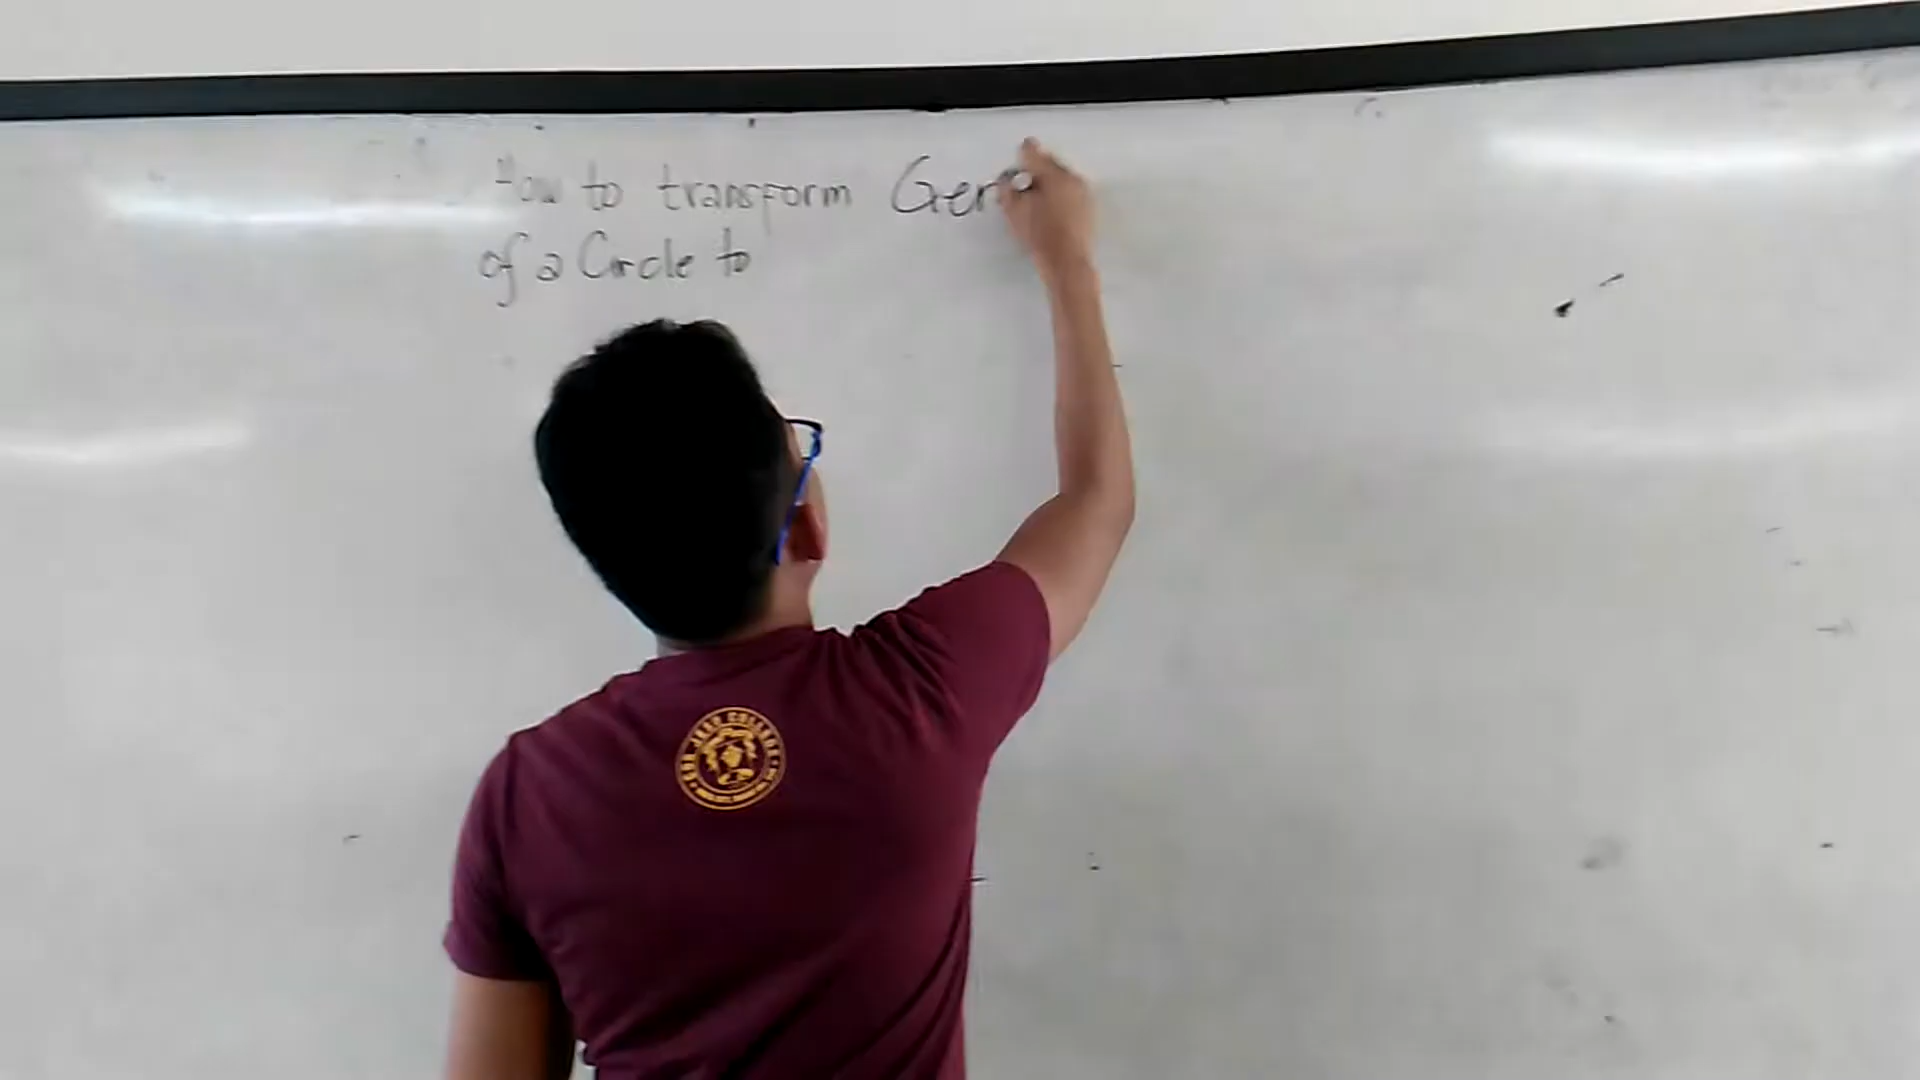 How to transform Gen
of a Circle to